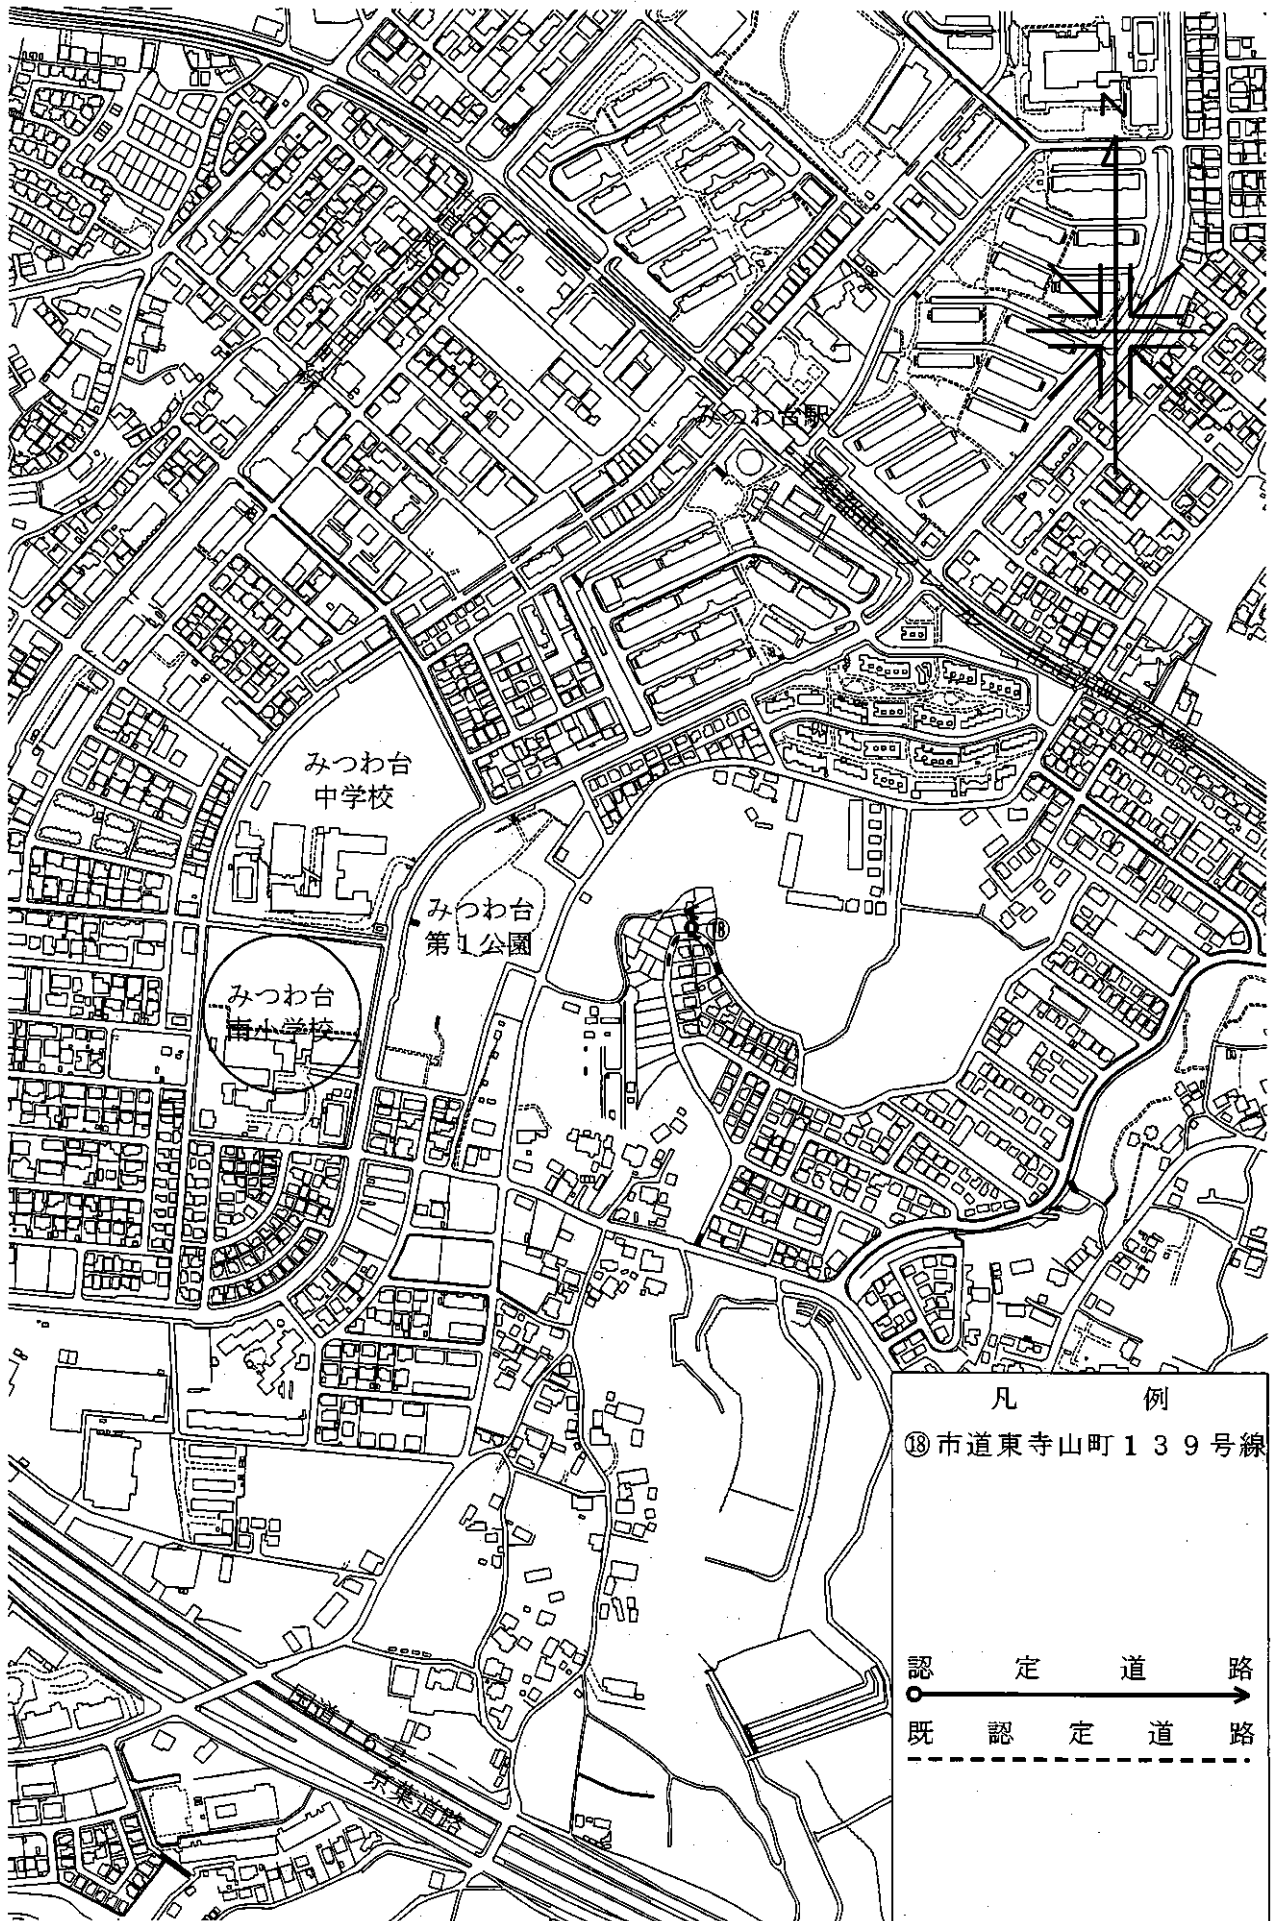 N
みつわ台駅
みつわ台
中学校
みつわ台
第1公園
⑱
みつわ台
南小学校
国道16号
京葉道路
凡例
⑱市道東寺山町139号線
認定道路
既認定道路